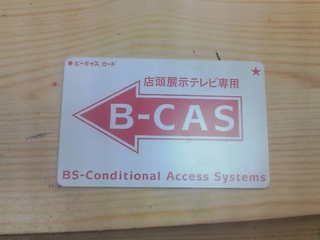 ビーキャス カード
店頭展示テレビ専用
B-CAS
BS-Conditional Access Systems